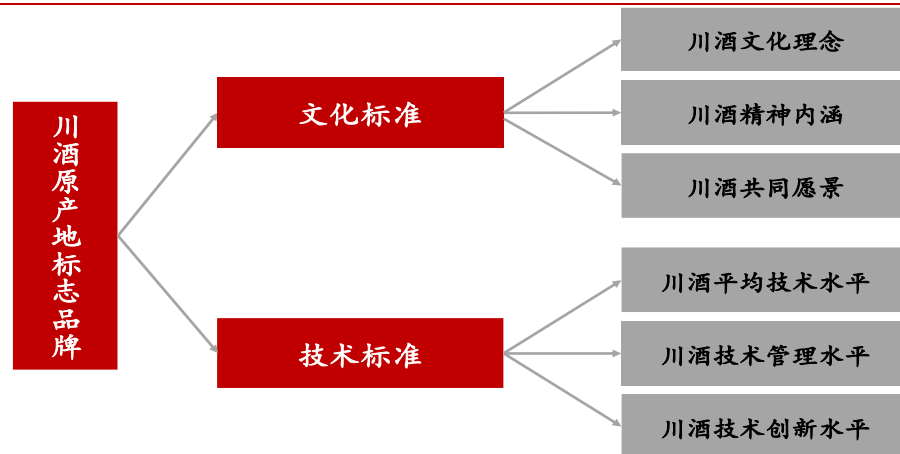 川酒原产地标志品牌
文化标准
川酒文化理念
川酒精神内涵
川酒共同愿景
技术标准
川酒平均技术水平
川酒技术管理水平
川酒技术创新水平